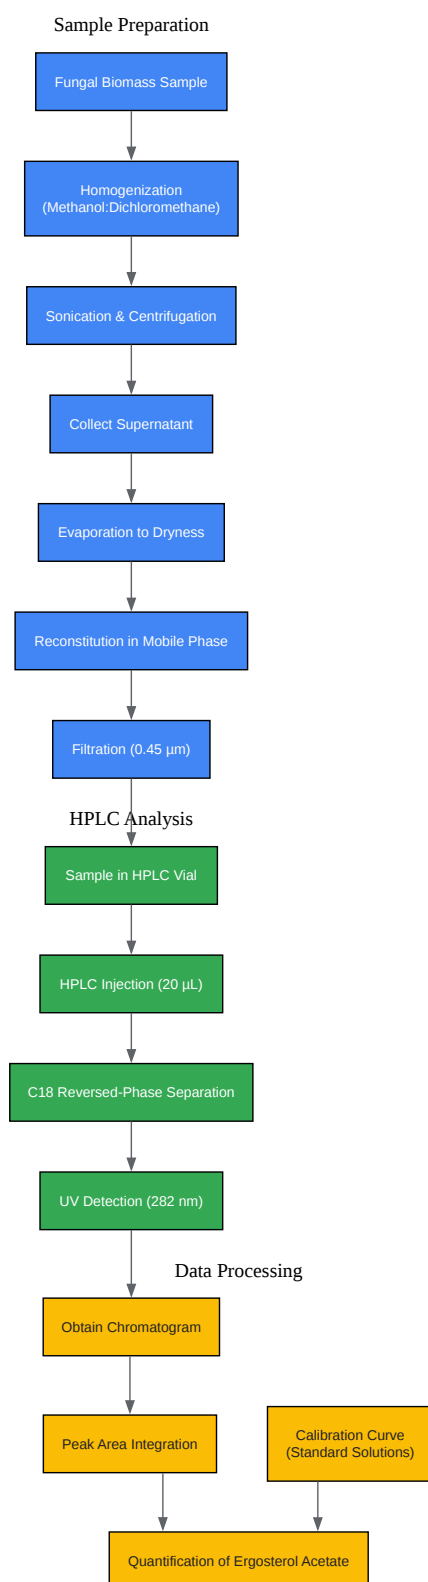 Sample Preparation
Fungal Biomass Sample
Homogenization
(Methanol:Dichloromethane)
Sonication & Centrifugation
Collect Supernatant
Evaporation to Dryness
Reconstitution in Mobile Phase
Filtration (0.45 µm)
HPLC Analysis
Sample in HPLC Vial
HPLC Injection (20 µL)
C18 Reversed-Phase Separation
UV Detection (282 nm)
Data Processing
Obtain Chromatogram
Peak Area Integration
Calibration Curve
(Standard Solutions)
Quantification of Ergosterol Acetate